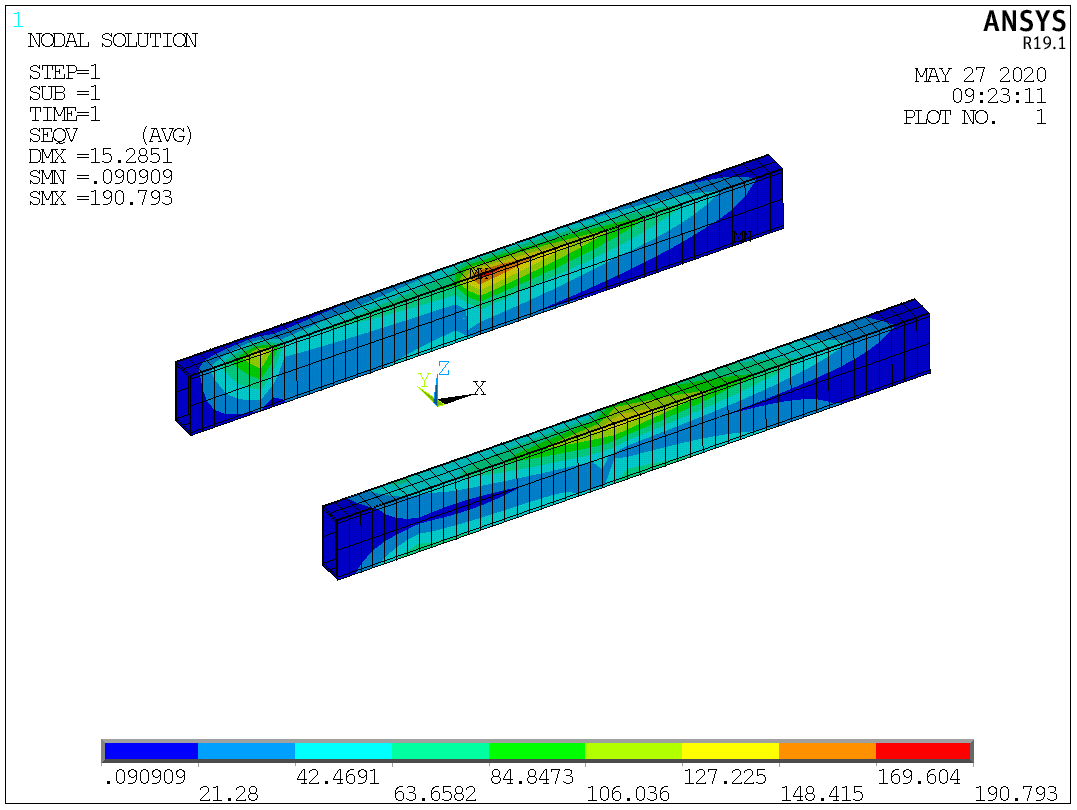 1
ANSYS
R19.1
NODAL SOLUTION
STEP=1
SUB =1
TIME=1
SEQV (AVG)
DMX =15.2851
SMN =.090909
SMX =190.793
MAY 27 2020
09:23:11
PLOT NO. 1
MN
MX
Z
Y
X
.090909 42.4691 84.8473 127.225 169.604
21.28 63.6582 106.036 148.415 190.793